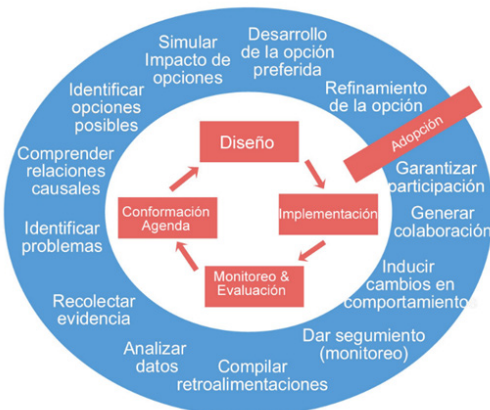 Simular
Impacto de
opciones
Desarrollo
de la opción
preferida
Refinamiento
de la opción
Adopción
Garantizar
participación
Generar
colaboración
Inducir
cambios en
comportamientos
Dar segumiento
(monitoreo)
Compilar
retroalimentaciones
Analizar
datos
Recolectar
evidencia
Identificar
problemas
Comprender
relaciones
causales
Identificar
opciones
posibles
Diseño
Implementación
Monitoreo &
Evaluación
Conformación
Agenda